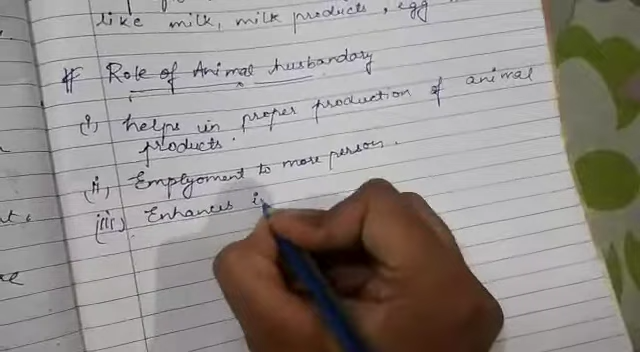 like milk, milk products, egg
# Role of Animal husbandary
(i) helps in proper production of animal
products.
(ii) Emplyoment to more person.
(iii) Enhances i